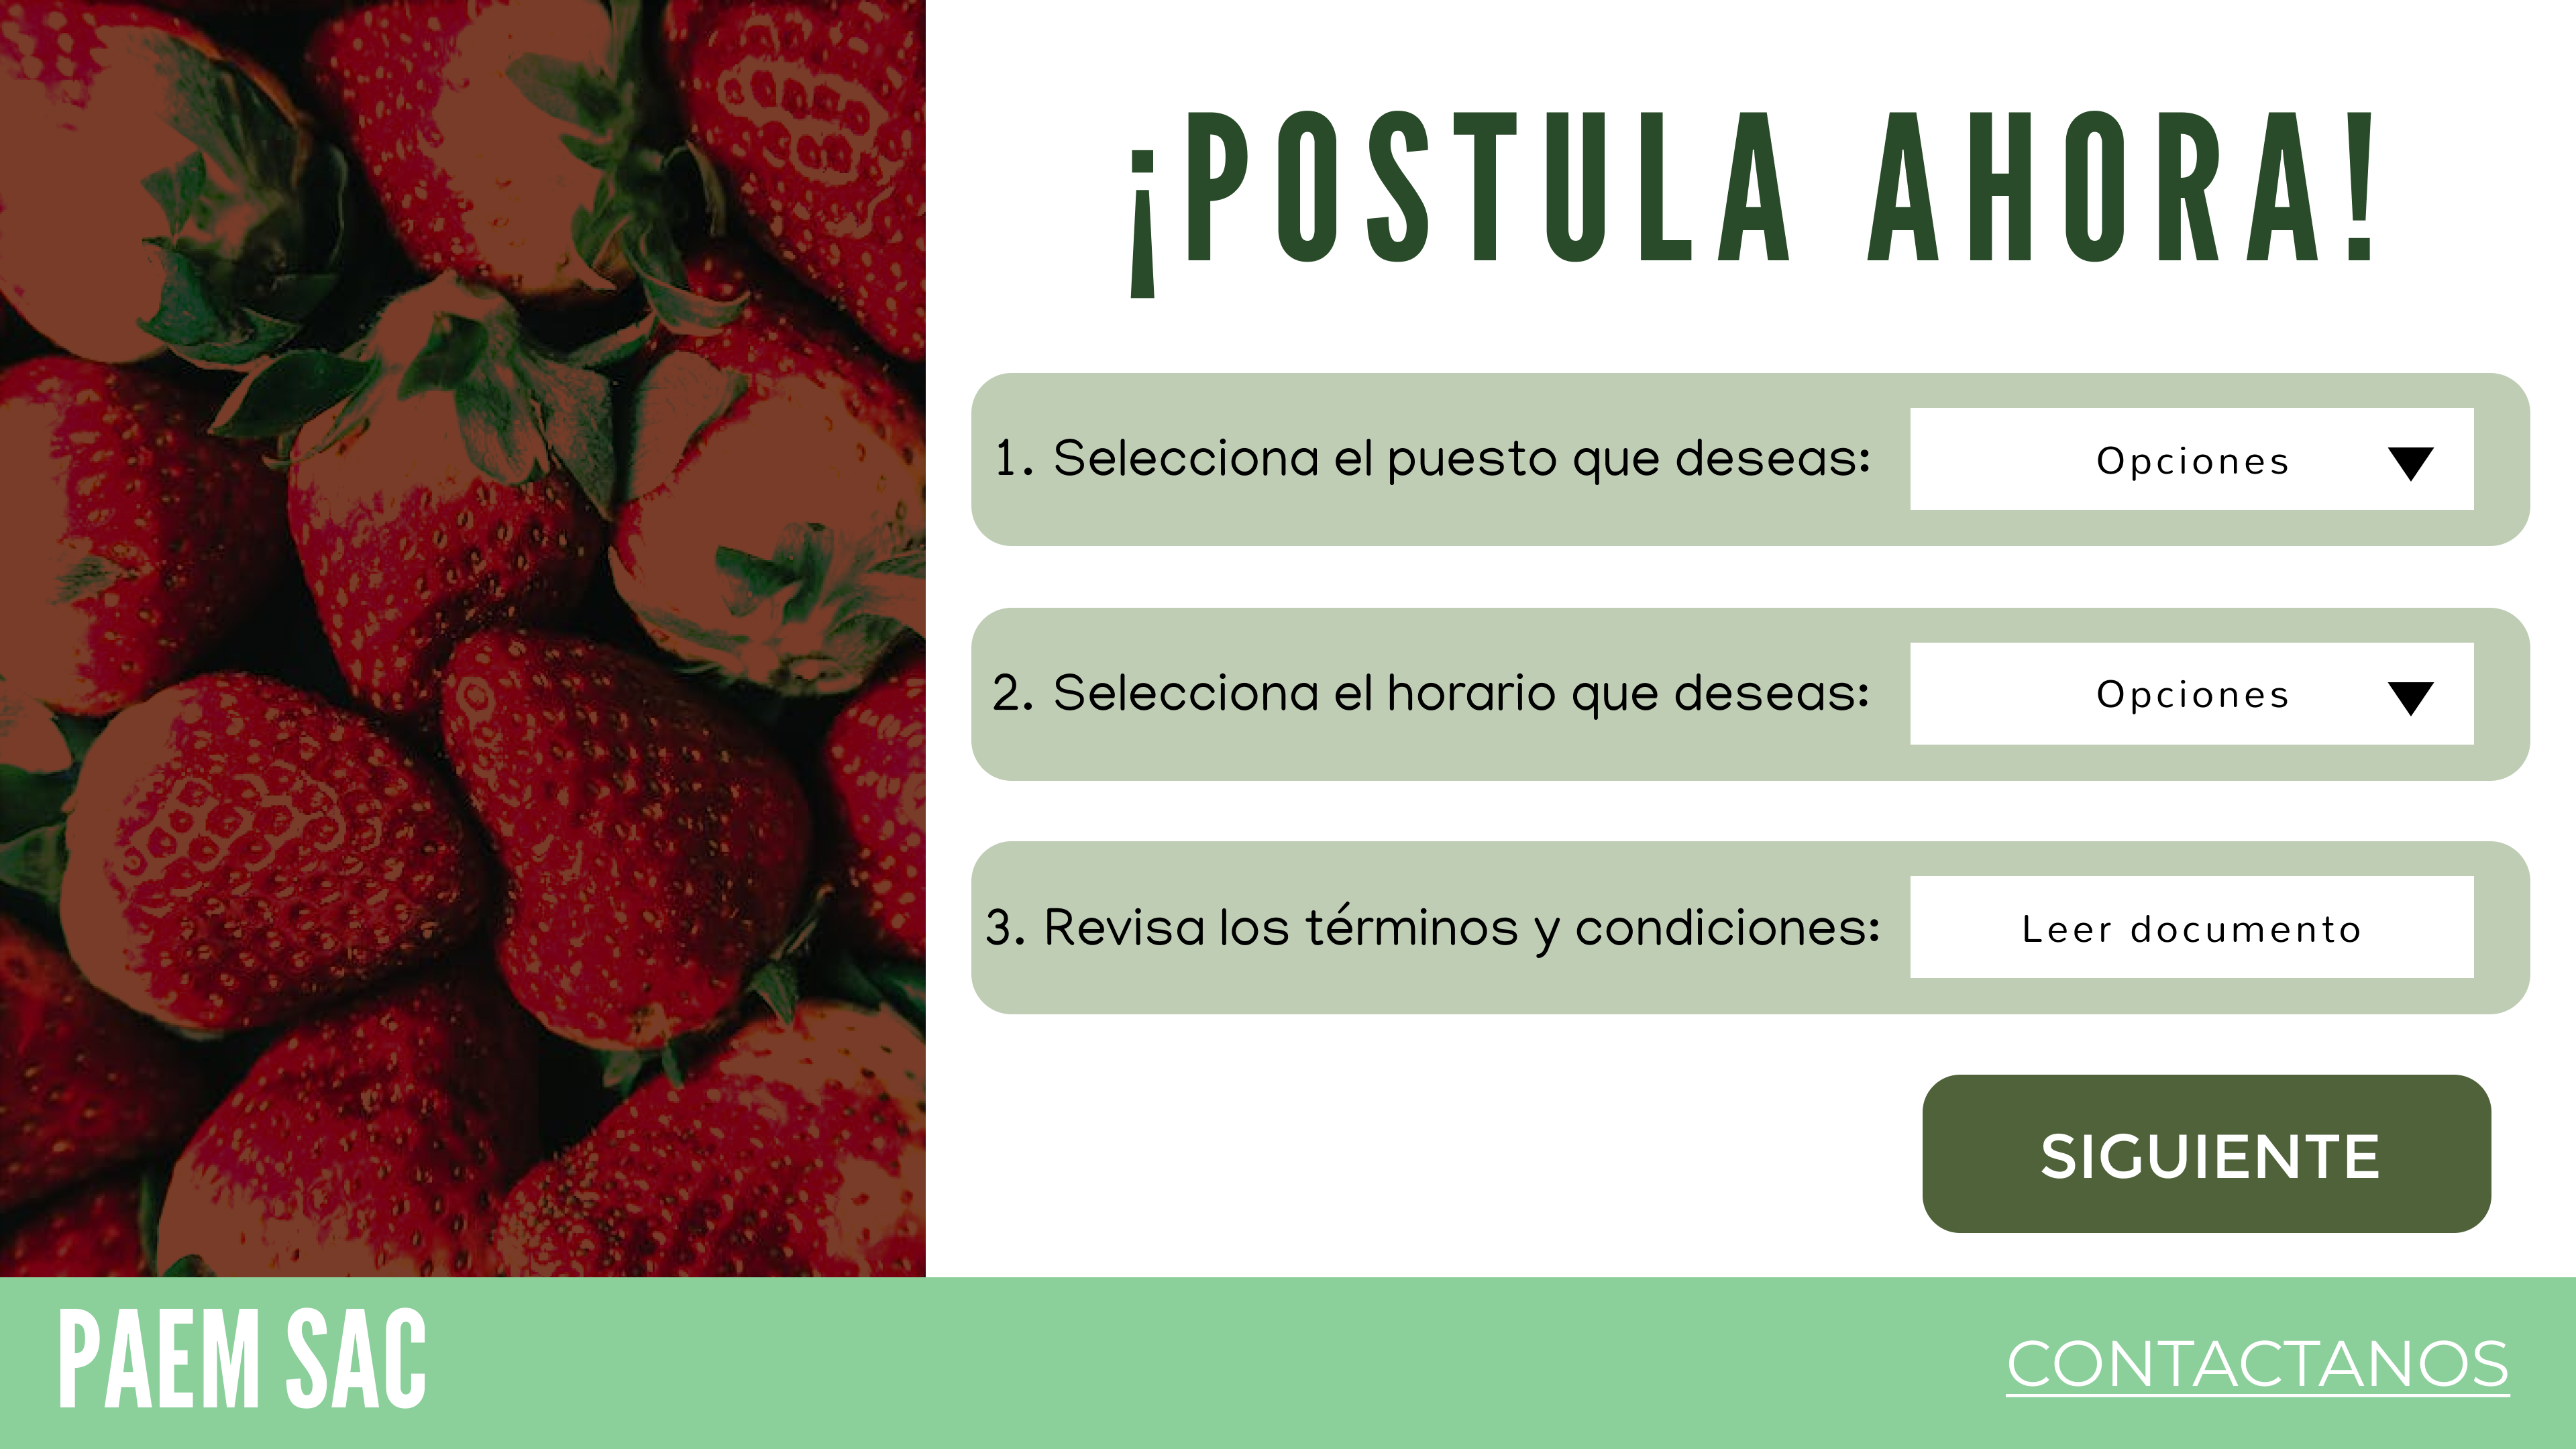 ¡POSTULA AHORA!
1. Selecciona el puesto que deseas:
Opciones
2. Selecciona el horario que deseas:
Opciones
3. Revisa los términos y condiciones:
Leer documento
SIGUIENTE
PAEM SAC
CONTACTANOS